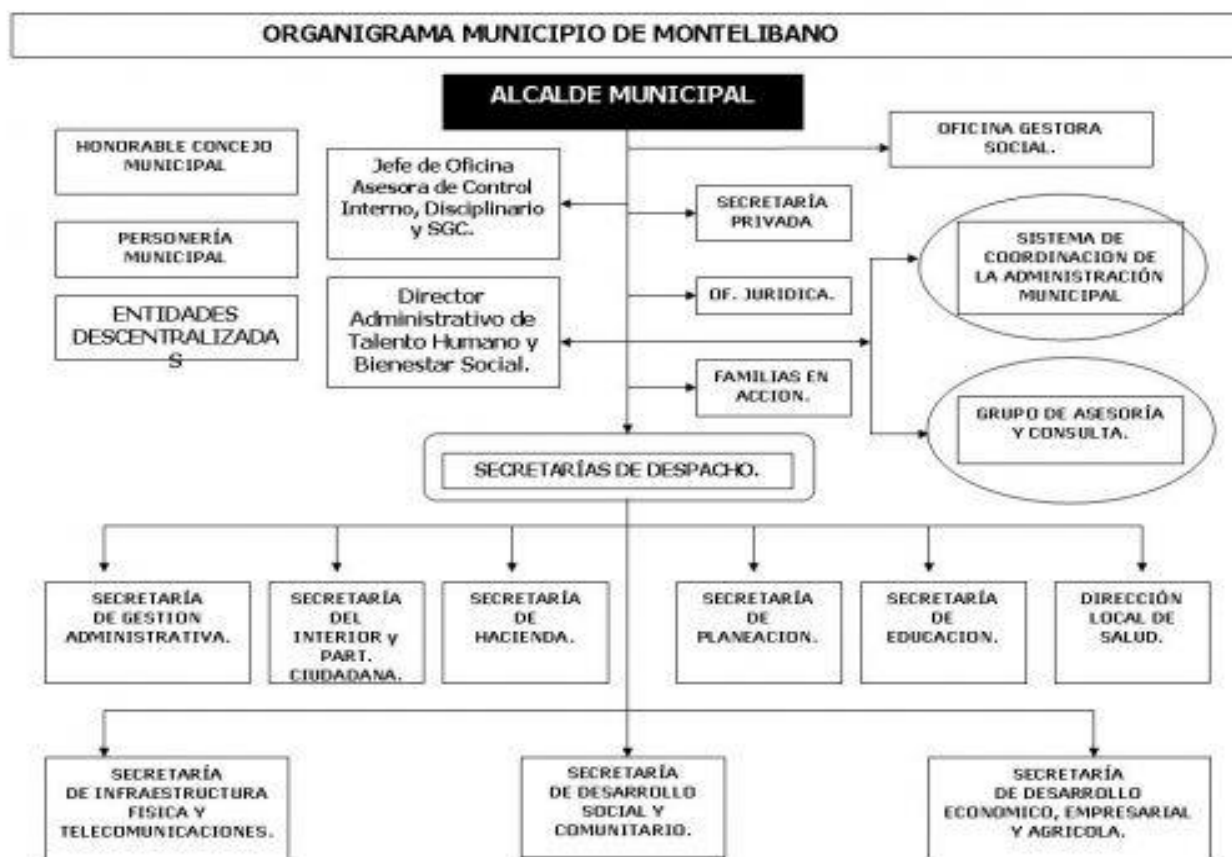 ORGANIGRAMA MUNICIPIO DE MONTELIBANO
ALCALDE MUNICIPAL
HONORABLE CONCEJO
MUNICIPAL
PERSONERÍA
MUNICIPAL
ENTIDADES
DESCENTRALIZADA
S
Jefe de Oficina
Asesora de Control
Interno, Disciplinario
y SGC.
Director
Administrativo de
Talento Humano y
Bienestar Social.
OFICINA GESTORA
SOCIAL.
SECRETARÍA
PRIVADA
OF. JURIDICA.
FAMILIAS EN
ACCION.
SISTEMA DE
COORDINACION DE
LA ADMINISTRACIÓN
MUNICIPAL
GRUPO DE ASESORÍA
Y CONSULTA.
SECRETARÍAS DE DESPACHO.
SECRETARÍA
DE GESTION
ADMINISTRATIVA.
SECRETARÍA
DEL
INTERIOR y
PART.
CIUDADANA.
SECRETARÍA
DE
HACIENDA.
SECRETARÍA
DE
PLANEACION.
SECRETARÍA
DE
EDUCACION.
DIRECCIÓN
LOCAL DE
SALUD.
SECRETARÍA
DE INFRAESTRUCTURA
FISICA Y
TELECOMUNICACIONES.
SECRETARÍA
DE DESARROLLO
SOCIAL Y
COMUNITARIO.
SECRETARÍA
DE DESARROLLO
ECONOMICO, EMPRESARIAL
Y AGRICOLA.